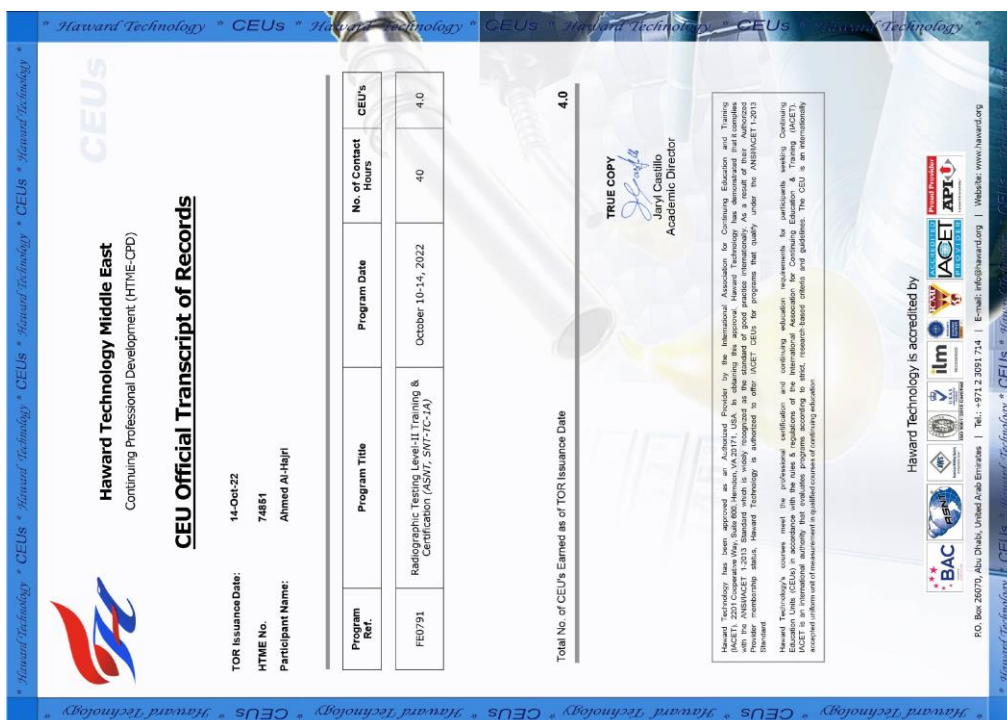 * Haward Technology * CEUs * Haward Technology * CEUs * Haward Technology * CEUs * Haward Technology *
CEUs
Haward Technology Middle East
Continuing Professional Development (HTME-CPD)
CEU Official Transcript of Records
TOR Issuance Date: 14-Oct-22
HTME No. 74851
Participant Name: Ahmed Al-Hajri
Program Ref. Program Title Program Date No. of Contact Hours CEU's
FE0791 Radiographic Testing Level-II Training & Certification (ASNT, SNT-TC-1A) October 10-14, 2022 40 4.0
Total No. of CEU's Earned as of TOR Issuance Date 4.0
TRUE COPY
Jaryl Castillo
Academic Director
Haward Technology has been approved as an Authorized Provider by the International Association for Continuing Education and Training
(IACET), 2201 Cooperative Way, Suite 600, Herndon, VA 20171, USA. In obtaining this approval, Haward Technology has demonstrated that it complies
with the ANSI/IACET 1-2013 Standard which is widely recognized as the standard of good practice internationally. As a result of their Authorized
Provider membership status, Haward Technology is authorized to offer IACET CEUs for programs that qualify under the ANSI/IACET 1-2013
Standard.
Haward Technology's courses meet the professional certification and continuing education requirements for participants seeking Continuing
Education Units (CEUs) in accordance with the rules & regulations of the International Association for Continuing Education & Training (IACET).
IACET is an international authority that evaluates programs according to strict, research-based criteria and guidelines. The CEU is an internationally
accepted uniform unit of measurement in qualified courses of continuing education.
Haward Technology is accredited by
BAC
ASNT
ilm
ICML
ACCREDITED
IACET
PROVIDER
Proud Provider
API-U
P.O. Box 26070, Abu Dhabi, United Arab Emirates | Tel.: +971 2 3091 714 | E-mail: info@haward.org | Website: www.haward.org